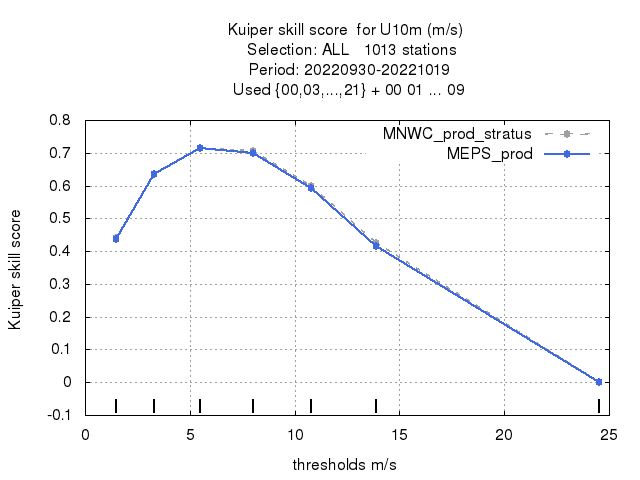 Kuiper skill score  for U10m (m/s)
Selection: ALL   1013 stations
Period: 20220930-20221019
Used {00,03,...,21} + 00 01 ... 09
MNWC_prod_stratus
MEPS_prod
Kuiper skill score
0.8
0.7
0.6
0.5
0.4
0.3
0.2
0.1
0
-0.1
0 5 10 15 20 25
thresholds m/s